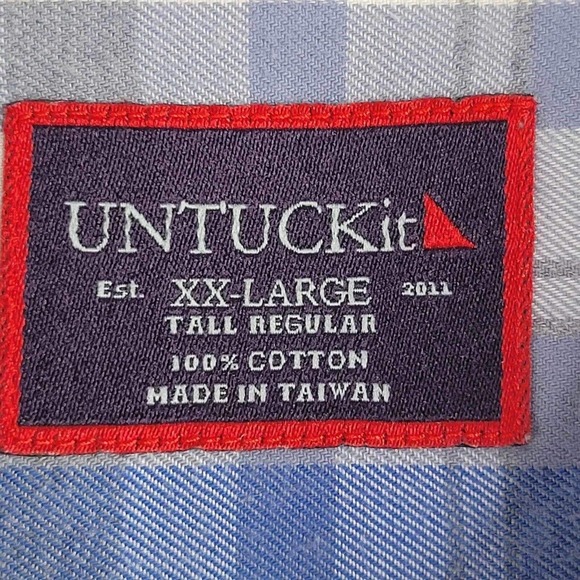 UNTUCKit
Est. XX-LARGE 2011
TALL REGULAR
100% COTTON
MADE IN TAIWAN